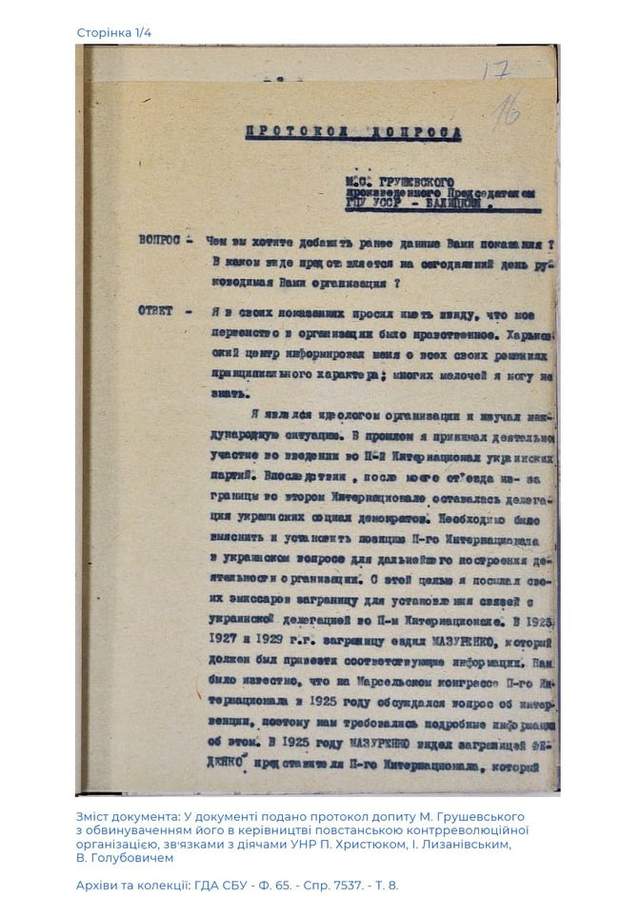 Сторінка 1/4
17
16
ПРОТОКОЛ ДОПРОСА
М.С. ГРУШЕВСКОГО
произведенного Председателем
ГПУ УССР - БАЛИЦКИМ .
ВОПРОС - Чем вы хотите добавить ранее данные Вами показания ?
В каком виде представляется на сегодняшний день ру-
ководимая Вами организация ?
ОТВЕТ - Я в своих показаниях просил иметь ввиду, что мое
первенство в организации было нравственное. Харьков
ский центр информировал меня о всех своих решениях
принципиального характера; многих мелочей я могу не
знать.
Я являлся идеологом организации и изучал меж-
дународную ситуацию. В прошлом я принимал деятельное
участие во введении во П-й Интернационал украинских
партий. Впоследствии , после моего от'езда из- за
границы во втором Интернационале оставалась делега-
ция украинских социал демократов. Необходимо было
выяснить и установить позицию П-го Интернационала
в украинском вопросе для дальнейшего построения де-
ятельности организации. С этой целью я посылал сво-
их эмиссаров заграницу для установления связей с
украинской делегацией во П-м Интернационале. В 1925,
1927 и 1929 г.г. заграницу ездил МАЗУРЕНКО, который
должен был привезти соответствующие информации. Нам
было известно, что на Марсельском конгрессе П-го Ин-
тернационала в 1925 году обсуждался вопрос об интер-
венции, поэтому нам требовались подробные информации
об этом. В 1925 году МАЗУРЕНКО видел заграницей ФЕ-
ДЕНКО представителя П-го Интернационала, который
Зміст документа: У документі подано протокол допиту М. Грушевського
з обвинуваченням його в керівництві повстанською контрреволюційної
організацією, зв'язками з діячами УНР П. Христюком, І. Лизанівським,
В. Голубовичем
Архіви та колекції: ГДА СБУ - Ф. 65. - Спр. 7537. - Т. 8.